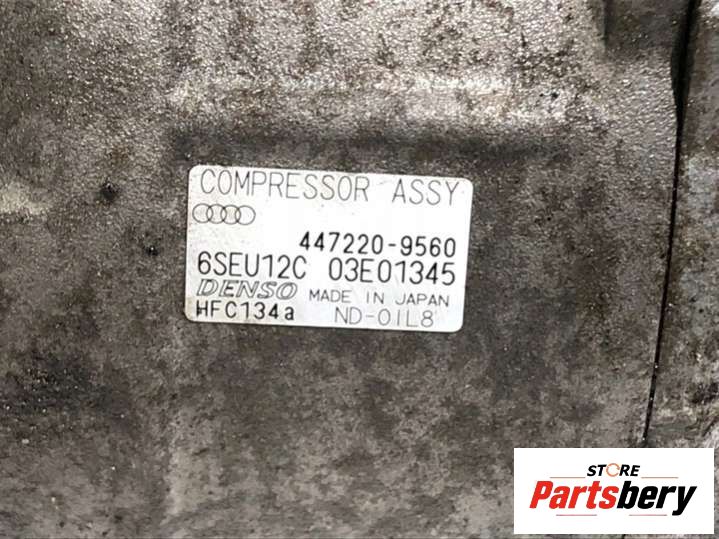 COMPRESSOR ASSY
447220-9560
6SEU12C 03E01345
DENSO MADE IN JAPAN
HFC134a ND-OIL8
STORE
Partsbery